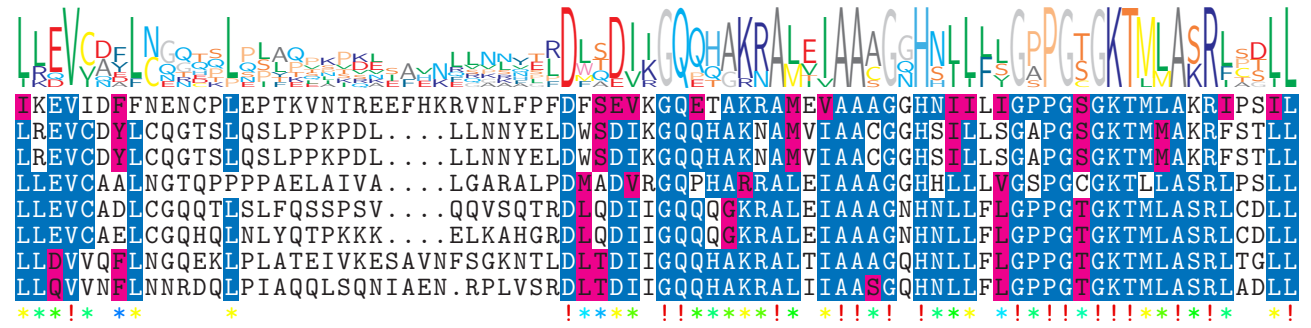 IKEVIDFFNENCPLEPTKVNTREEFHKRVNLFPFDFSEVKGQETAKRAMEVAAAGGHNIILIGPPGSGKTMLAKRIPSIL
LREVCDYLCQGTSLQSLPPKPDL....LLNNYELDWSDIKGQQHAKNAMVIAACGGHSILLSGAPGSGKTMMAKRFSTLL
LREVCDYLCQGTSLQSLPPKPDL....LLNNYELDWSDIKGQQHAKNAMVIAACGGHSILLSGAPGSGKTMMAKRFSTLL
LLEVCAALNGTQPPPPAELAIVA....LGARALPDMADVRGQPHARRALEIAAAGGHHLLLVGSPGCGKTLLASRLPSLL
LLEVCADLCGQQTLSLFQSSPSV....QQVSQTRDLQDIIGQQQGKRALEIAAAGNHNLLFLGPPGTGKTMLASRLCDLL
LLEVCAELCGQHQLNLYQTPKKK....ELKAHGRDLQDIIGQQQGKRALEIAAAGNHNLLFLGPPGTGKTMLASRLCDLL
LLDVVQFLNGQEKLPLATEIVKESAVNFSGKNTLDLTDIIGQQHAKRALTIAAAGQHNLLFLGPPGTGKTMLASRLTGLL
LLQVVNFLNNRDQLPIAQQLSQNIAEN.RPLVSRDLTDIIGQQHAKRALIIAASGQHNLLFLGPPGTGKTMLASRLADLL